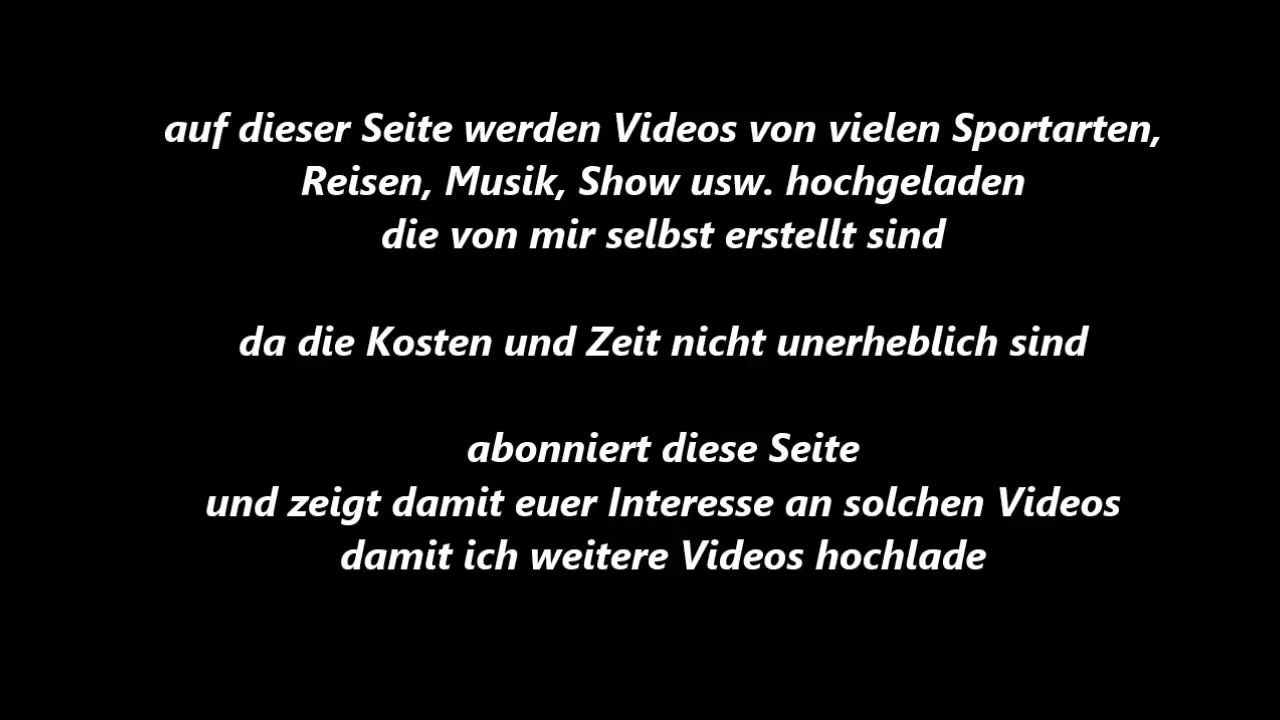 auf dieser Seite werden Videos von vielen Sportarten,
Reisen, Musik, Show usw. hochgeladen
die von mir selbst erstellt sind
da die Kosten und Zeit nicht unerheblich sind
abonniert diese Seite
und zeigt damit euer Interesse an solchen Videos
damit ich weitere Videos hochlade